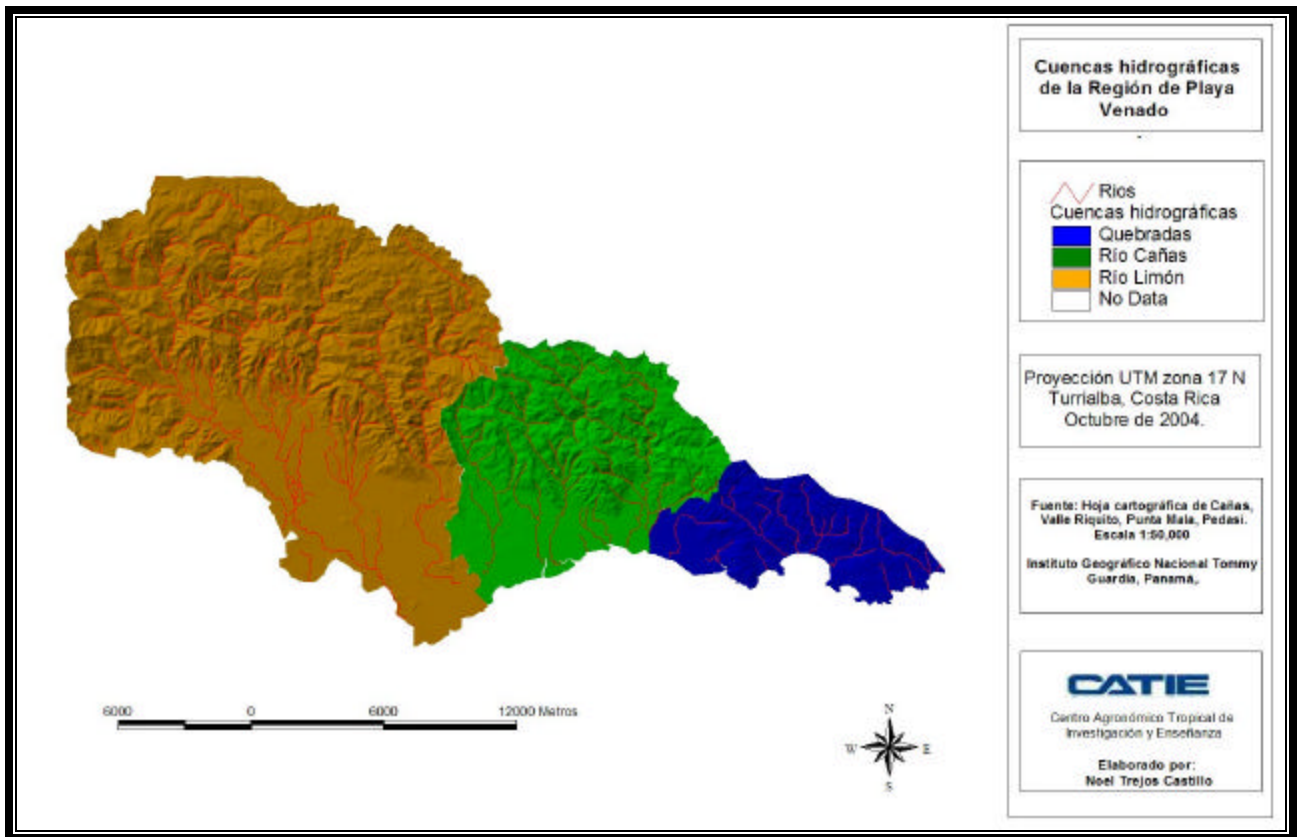 Cuencas hidrográficas
de la Región de Playa
Venado
Rios
Cuencas hidrográficas
Quebradas
Río Cañas
Río Limón
No Data
Proyección UTM zona 17 N
Turrialba, Costa Rica
Octubre de 2004.
Fuente: Hoja cartográfica de Cañas,
Valle Riquito, Punta Mala, Pedasí.
Escala 1:50,000
Instituto Geográfico Nacional Tommy
Guardia, Panamá,
CATIE
Centro Agronómico Tropical de
Investigación y Enseñanza
Elaborado por:
Noel Trejos Castillo
6000 0 6000 12000 Metros
N
W E
S